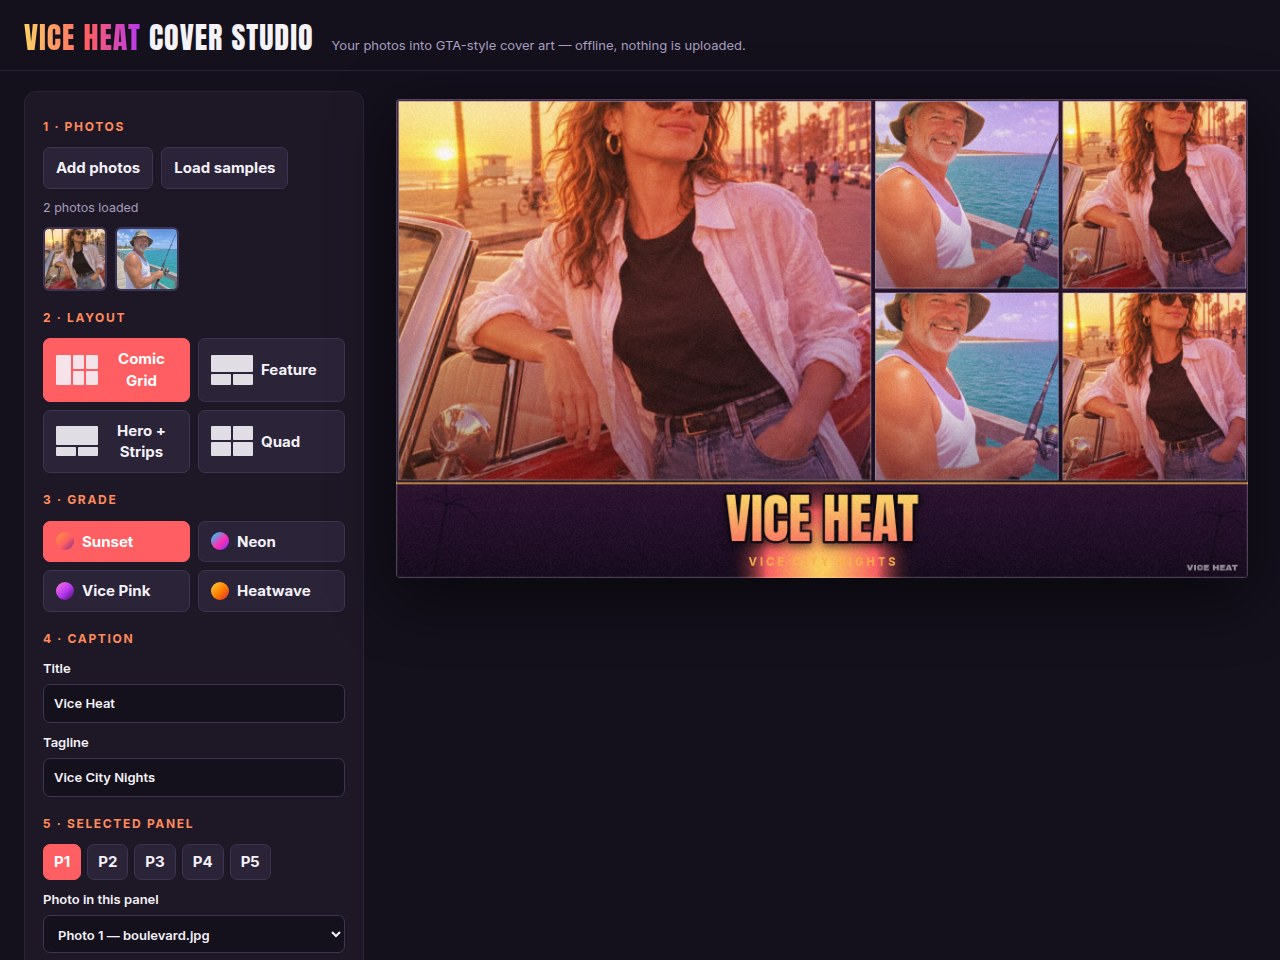 VICE HEAT COVER STUDIO
Your photos into GTA-style cover art — offline, nothing is uploaded.
1 · PHOTOS
Add photos
Load samples
2 photos loaded
2 · LAYOUT
Comic
Grid
Feature
Hero +
Strips
Quad
3 · GRADE
Sunset
Neon
Vice Pink
Heatwave
4 · CAPTION
Title
Vice Heat
Tagline
Vice City Nights
5 · SELECTED PANEL
P1
P2
P3
P4
P5
Photo in this panel
Photo 1 — boulevard.jpg
VICE HEAT
VICE CITY NIGHTS
VICE HEAT